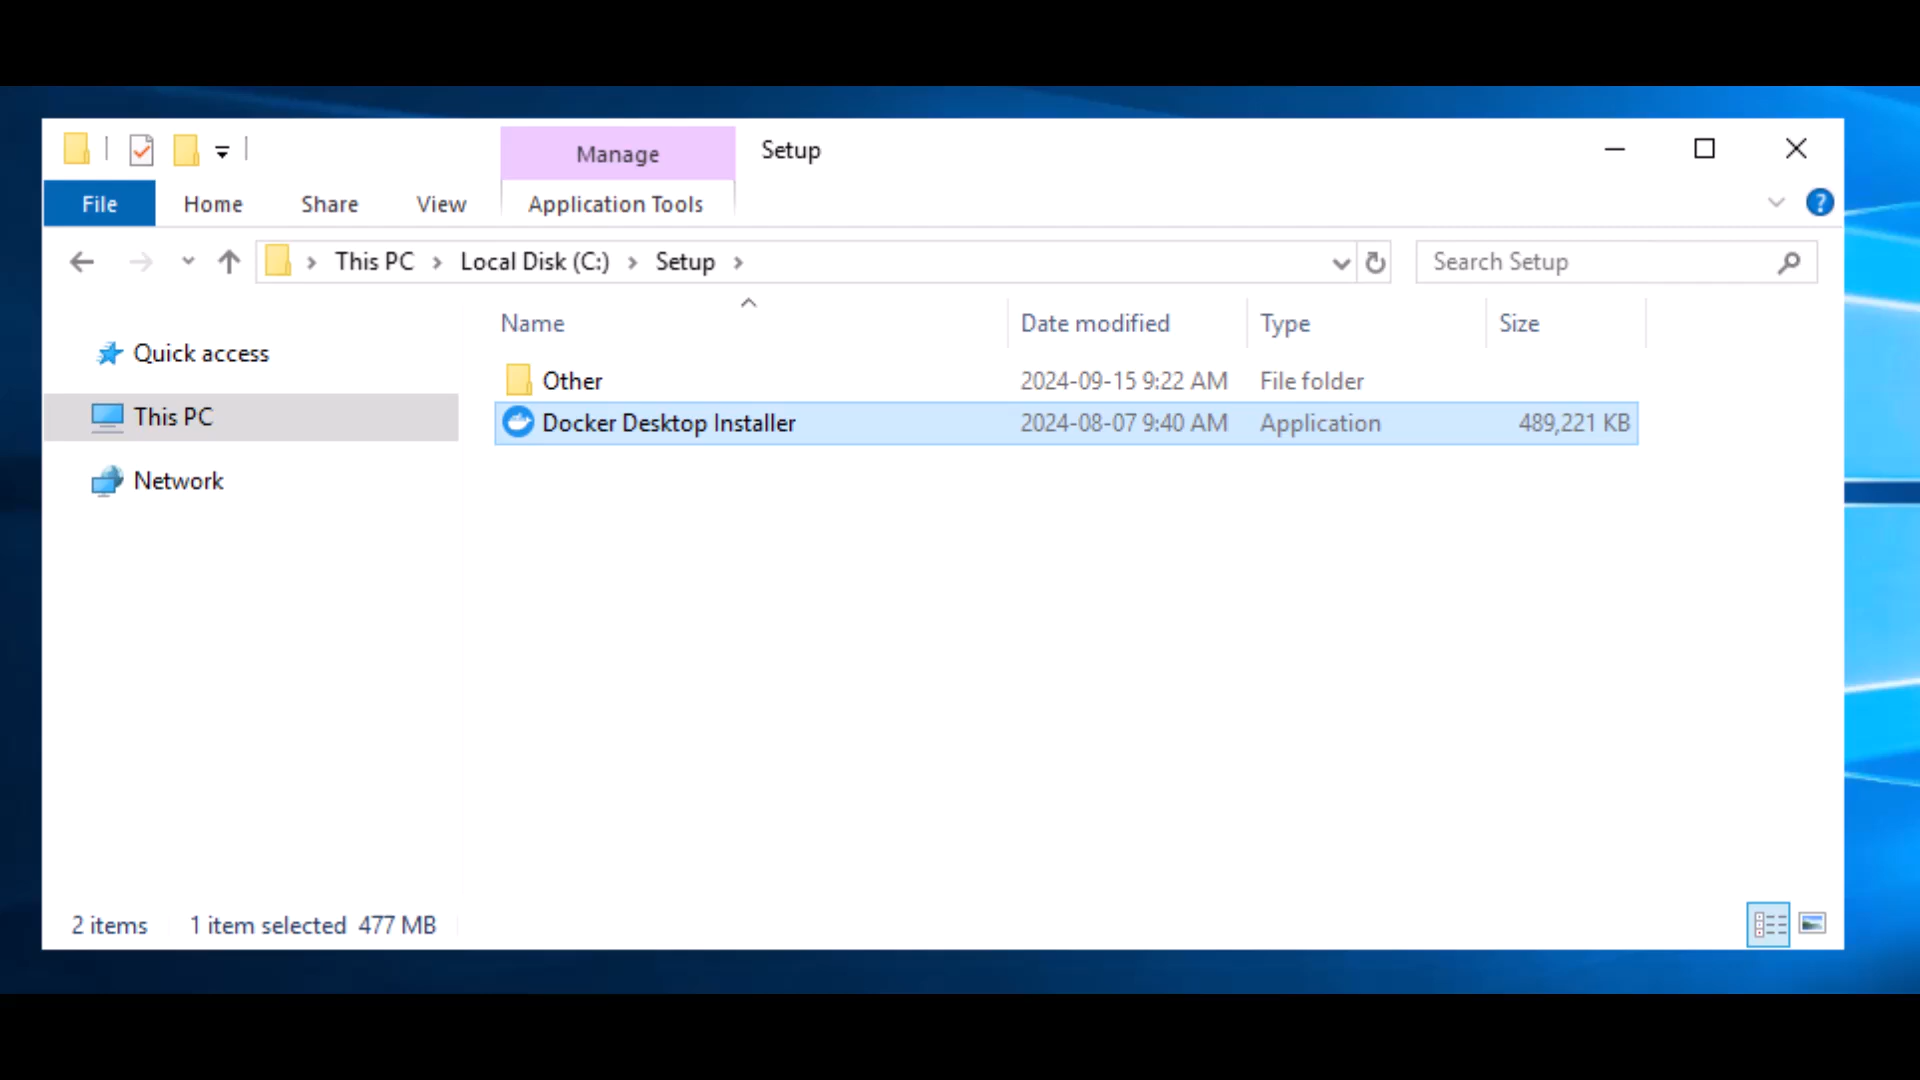 Manage Setup
File Home Share View Application Tools
This PC Local Disk (C:) Setup Search Setup
Name Date modified Type Size
Quick access
Other 2024-09-15 9:22 AM File folder
This PC
Docker Desktop Installer 2024-08-07 9:40 AM Application 489,221 KB
Network
2 items 1 item selected 477 MB